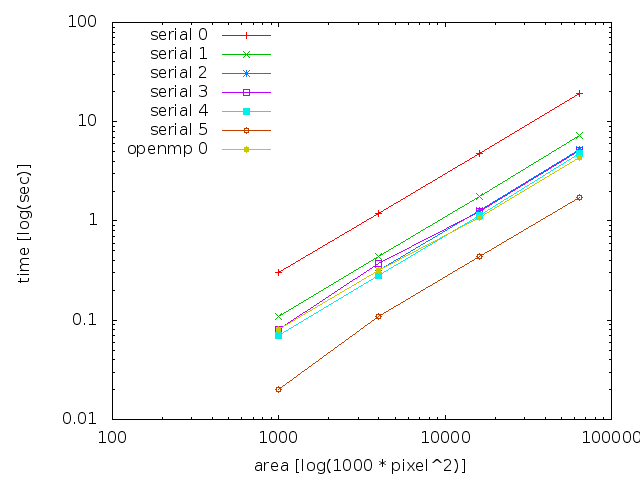 100
serial 0
serial 1
serial 2
serial 3
serial 4
serial 5
openmp 0
10
1
0.1
0.01
time [log(sec)]
100
1000
10000
100000
area [log(1000 * pixel^2)]